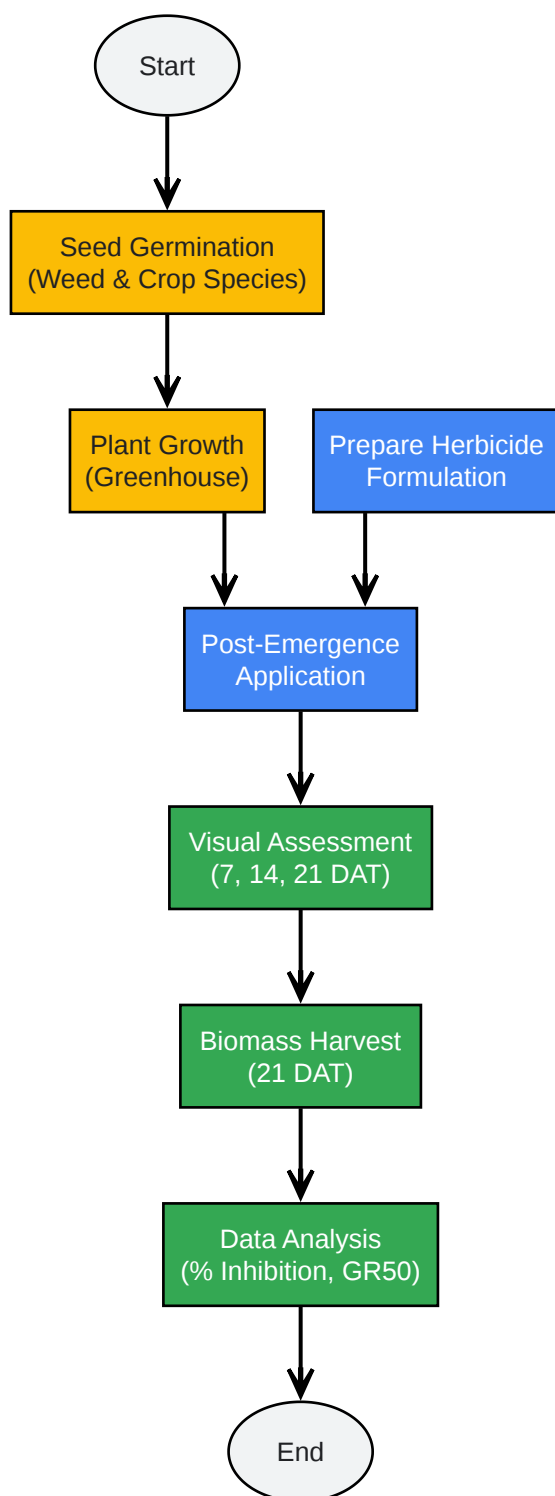 Start
Seed Germination
(Weed & Crop Species)
Plant Growth
(Greenhouse)
Prepare Herbicide
Formulation
Post-Emergence
Application
Visual Assessment
(7, 14, 21 DAT)
Biomass Harvest
(21 DAT)
Data Analysis
(% Inhibition, GR50)
End